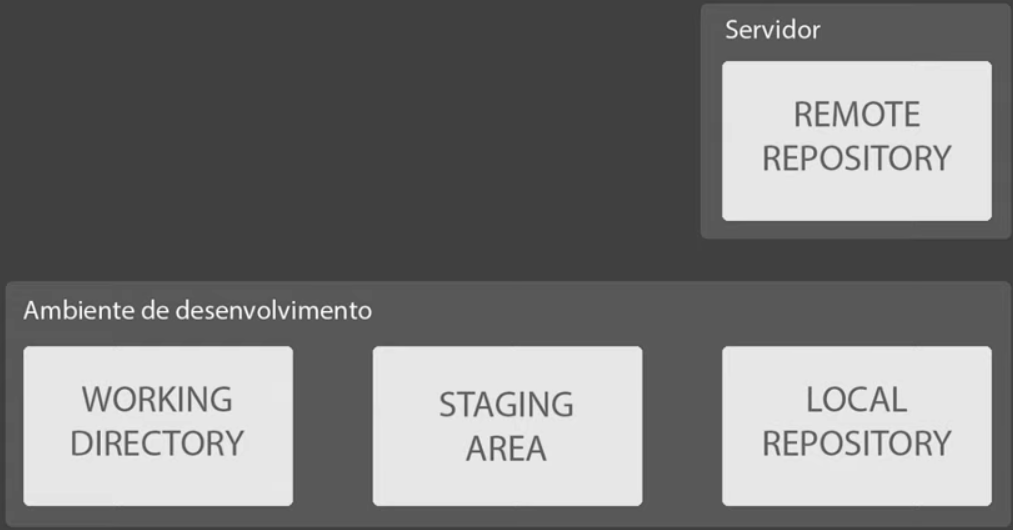 Servidor
REMOTE
REPOSITORY
Ambiente de desenvolvimento
WORKING
DIRECTORY
STAGING
AREA
LOCAL
REPOSITORY